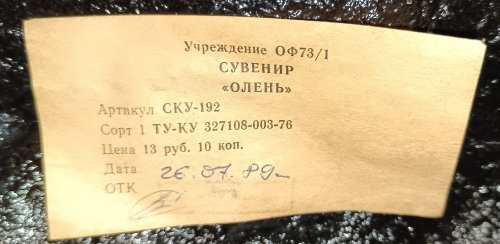 Учреждение ОФ73/1
СУВЕНИР
«ОЛЕНЬ»
Артикул СКУ-192
Сорт 1 ТУ-КУ 327108-003-76
Цена 13 руб. 10 коп.
Дата 26.07.89
ОТК